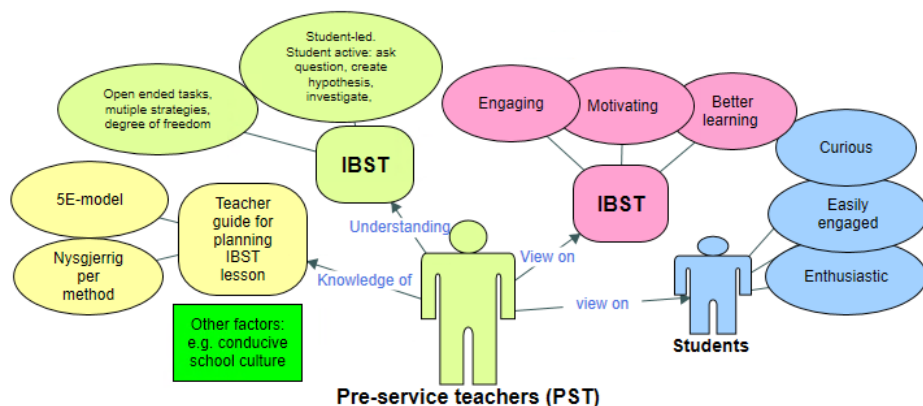 Student-led.
Student active: ask
question, create
hypothesis,
investigate,
Open ended tasks,
mutiple strategies,
degree of freedom
IBST
Engaging
Motivating
Better
learning
IBST
Curious
Easily
engaged
Enthusiastic
5E-model
Nysgjerrig
per
method
Teacher
guide for
planning
IBST
lesson
Understanding
Knowledge of
View on
view on
Other factors:
e.g. conducive
school culture
Students
Pre-service teachers (PST)